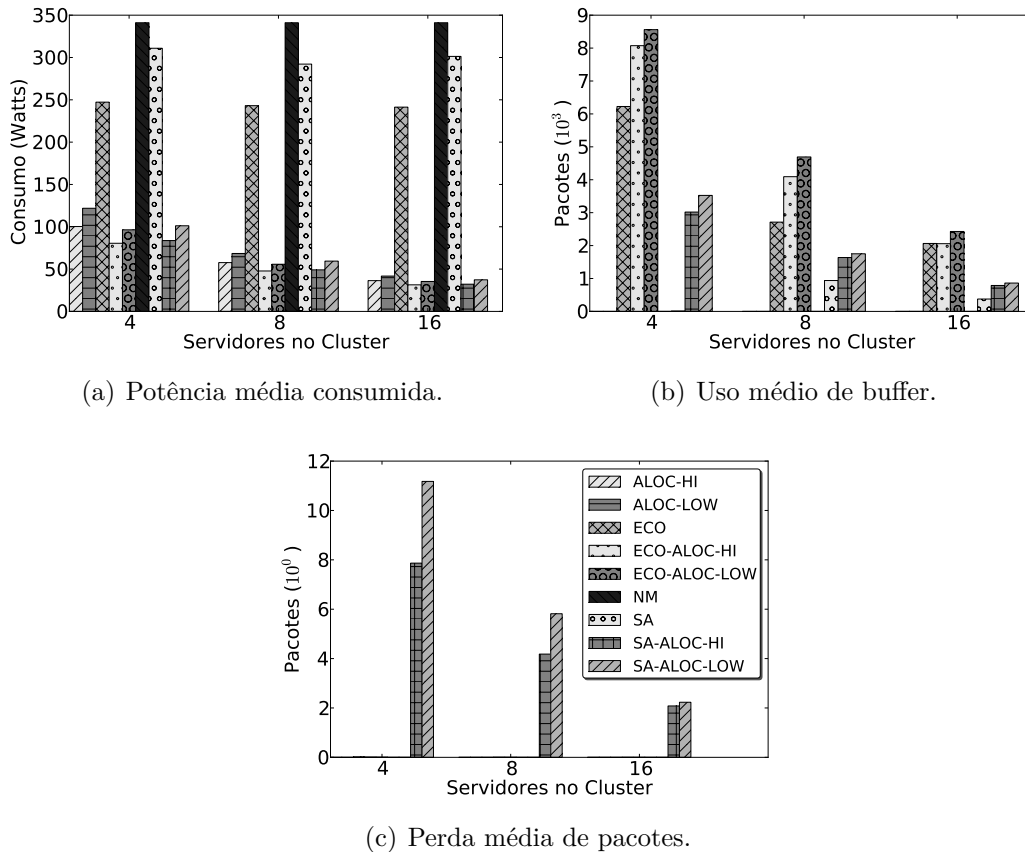 350
300
250
200
150
100
50
0
Consumo (Watts)
4 8 16
Servidores no Cluster
(a) Potência média consumida.
9
8
7
6
5
4
3
2
1
0
Pacotes (10³ )
4 8 16
Servidores no Cluster
(b) Uso médio de buffer.
12
10
8
6
4
2
0
Pacotes (10⁰ )
ALOC-HI
ALOC-LOW
ECO
ECO-ALOC-HI
ECO-ALOC-LOW
NM
SA
SA-ALOC-HI
SA-ALOC-LOW
4 8 16
Servidores no Cluster
(c) Perda média de pacotes.